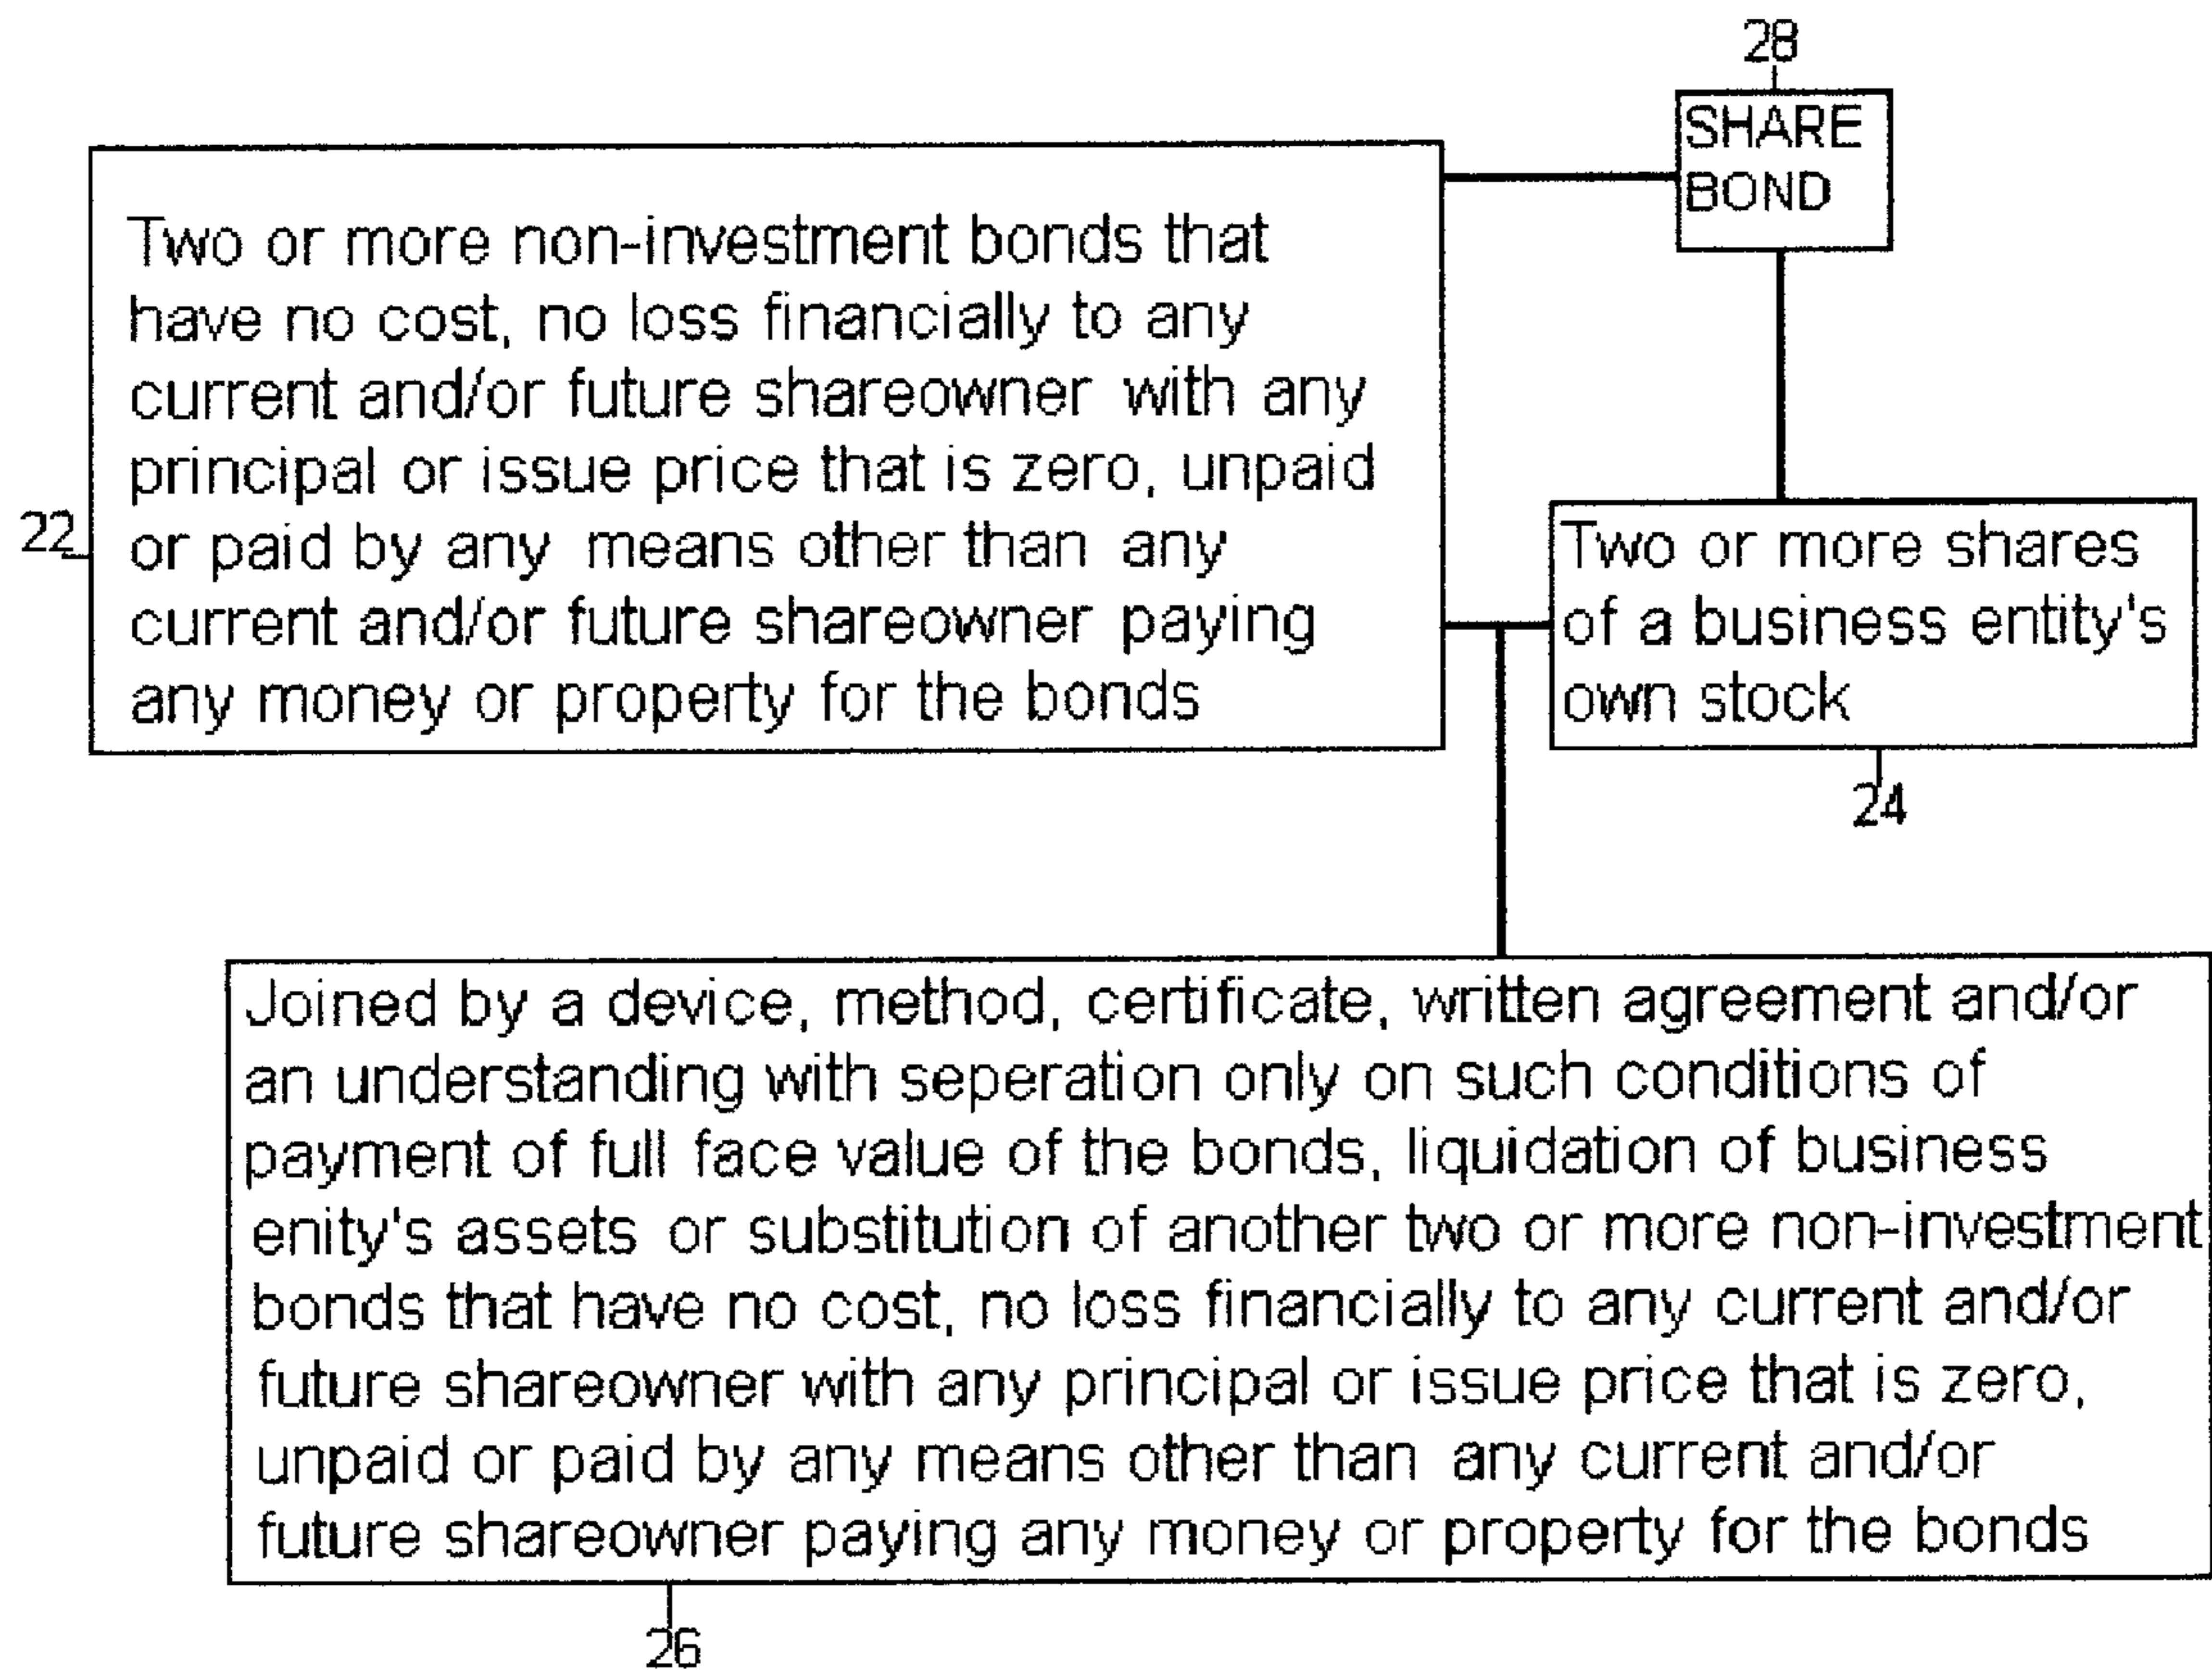 28
SHARE
BOND
Two or more non-investment bonds that
have no cost, no loss financially to any
current and/or future shareowner with any
principal or issue price that is zero, unpaid
or paid by any means other than any
current and/or future shareowner paying
any money or property for the bonds
22
Two or more shares
of a business entity's
own stock
24
Joined by a device, method, certificate, written agreement and/or
an understanding with seperation only on such conditions of
payment of full face value of the bonds, liquidation of business
enity's assets or substitution of another two or more non-investment
bonds that have no cost, no loss financially to any current and/or
future shareowner with any principal or issue price that is zero,
unpaid or paid by any means other than any current and/or
future shareowner paying any money or property for the bonds
26